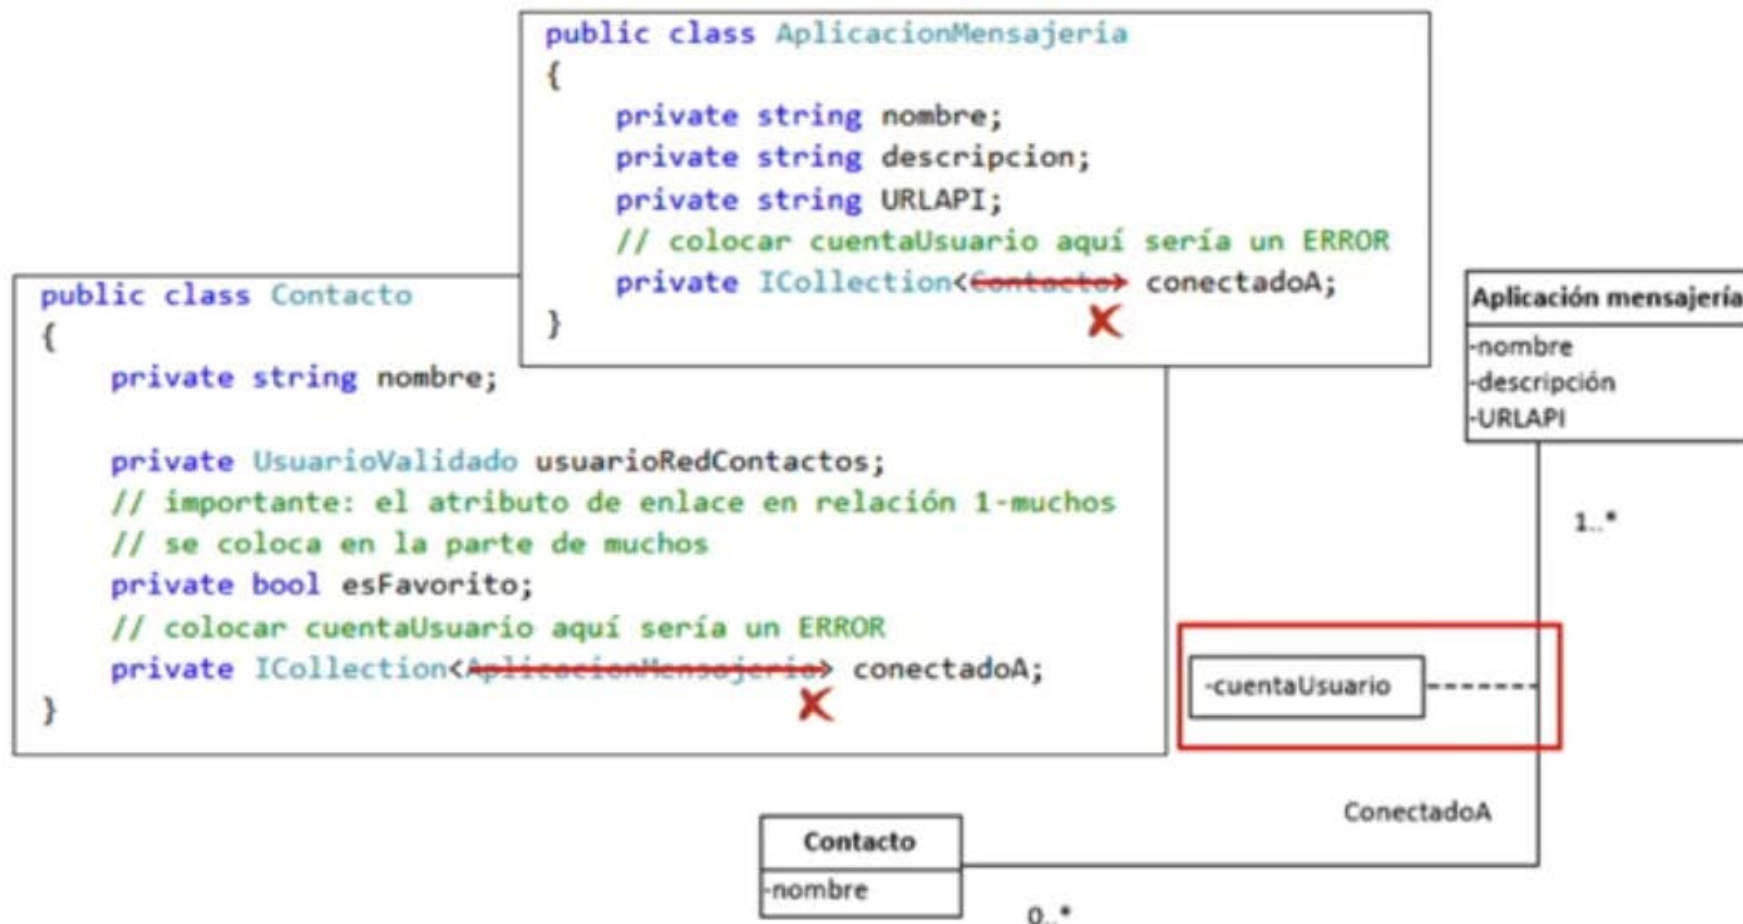 public class AplicacionMensajeria
{
private string nombre;
private string descripcion;
private string URLAPI;
// colocar cuentaUsuario aquí sería un ERROR
private ICollection<Contacto> conectadoA;
}
public class Contacto
{
private string nombre;
private UsuarioValidado usuarioRedContactos;
// importante: el atributo de enlace en relación 1-muchos
// se coloca en la parte de muchos
private bool esFavorito;
// colocar cuentaUsuario aquí sería un ERROR
private ICollection<AplicacionMensajeria> conectadoA;
}
Aplicación mensajería
-nombre
-descripción
-URLAPI
1..*
-cuentaUsuario
ConectadoA
Contacto
-nombre
0..*